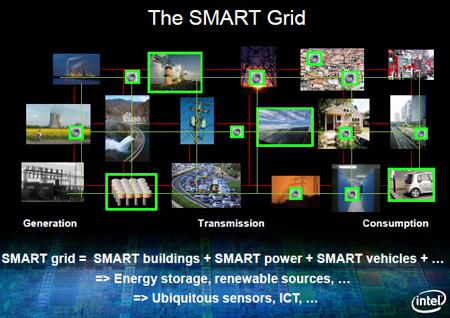 The SMART Grid
Generation Transmission Consumption
SMART grid = SMART buildings + SMART power + SMART vehicles + ...
=> Energy storage, renewable sources, ...
=> Ubiquitous sensors, ICT, ...
intel